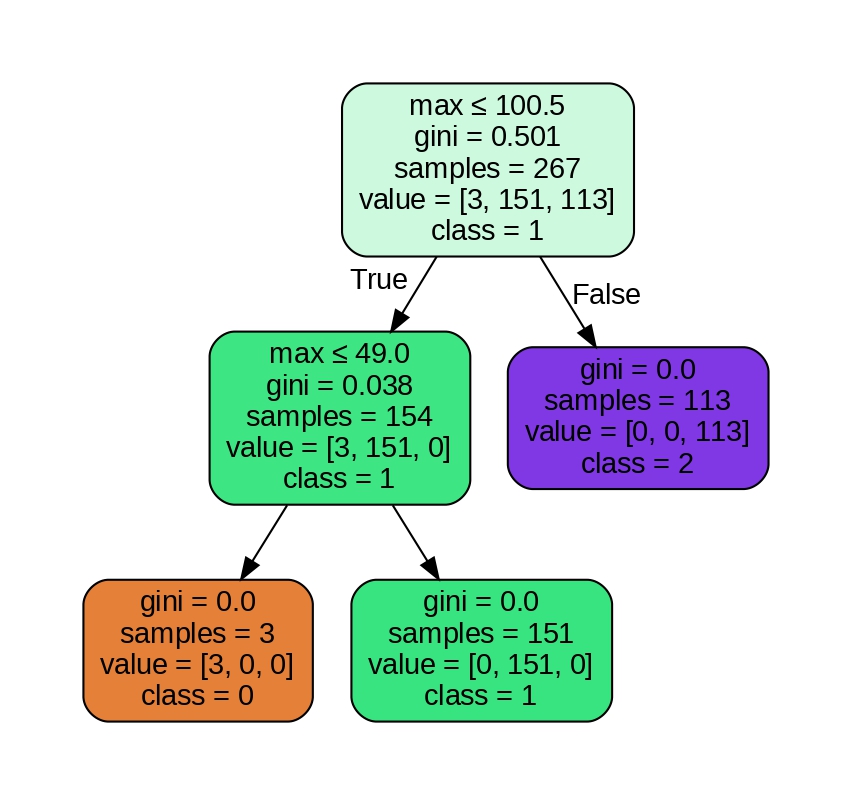 max ≤ 100.5
gini = 0.501
samples = 267
value = [3, 151, 113]
class = 1
True
False
max ≤ 49.0
gini = 0.038
samples = 154
value = [3, 151, 0]
class = 1
gini = 0.0
samples = 113
value = [0, 0, 113]
class = 2
gini = 0.0
samples = 3
value = [3, 0, 0]
class = 0
gini = 0.0
samples = 151
value = [0, 151, 0]
class = 1